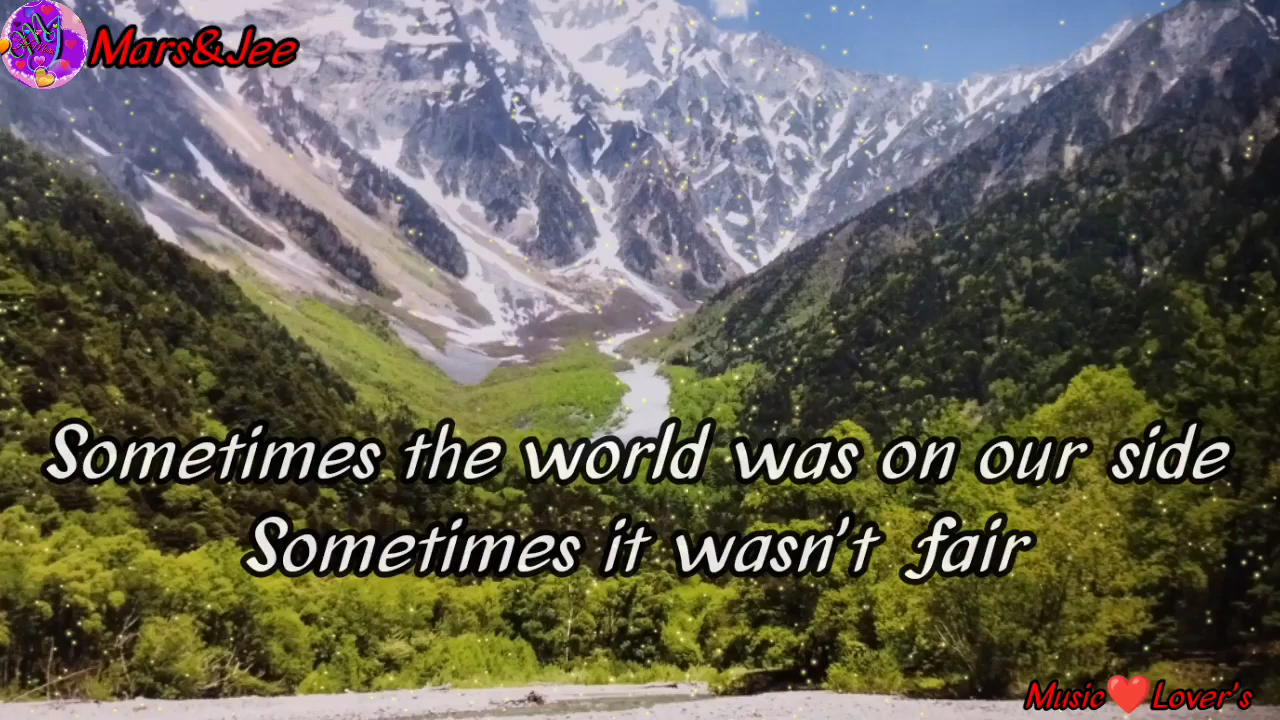 Mars&Jee
Sometimes the world was on our side
Sometimes it wasn't fair
Music❤️Lover's